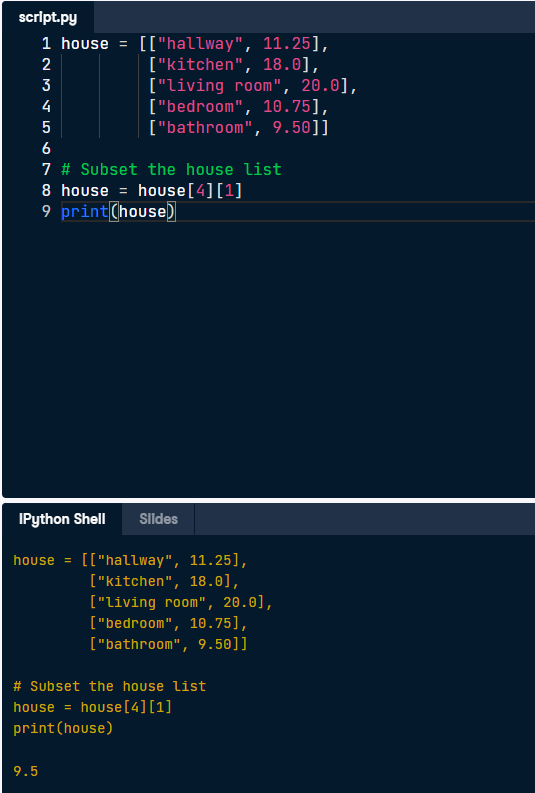 script.py
1 house = [["hallway", 11.25],
2          ["kitchen", 18.0],
3          ["living room", 20.0],
4          ["bedroom", 10.75],
5          ["bathroom", 9.50]]
6
7 # Subset the house list
8 house = house[4][1]
9 print(house)
IPython Shell
Slides
house = [["hallway", 11.25],
         ["kitchen", 18.0],
         ["living room", 20.0],
         ["bedroom", 10.75],
         ["bathroom", 9.50]]
# Subset the house list
house = house[4][1]
print(house)
9.5